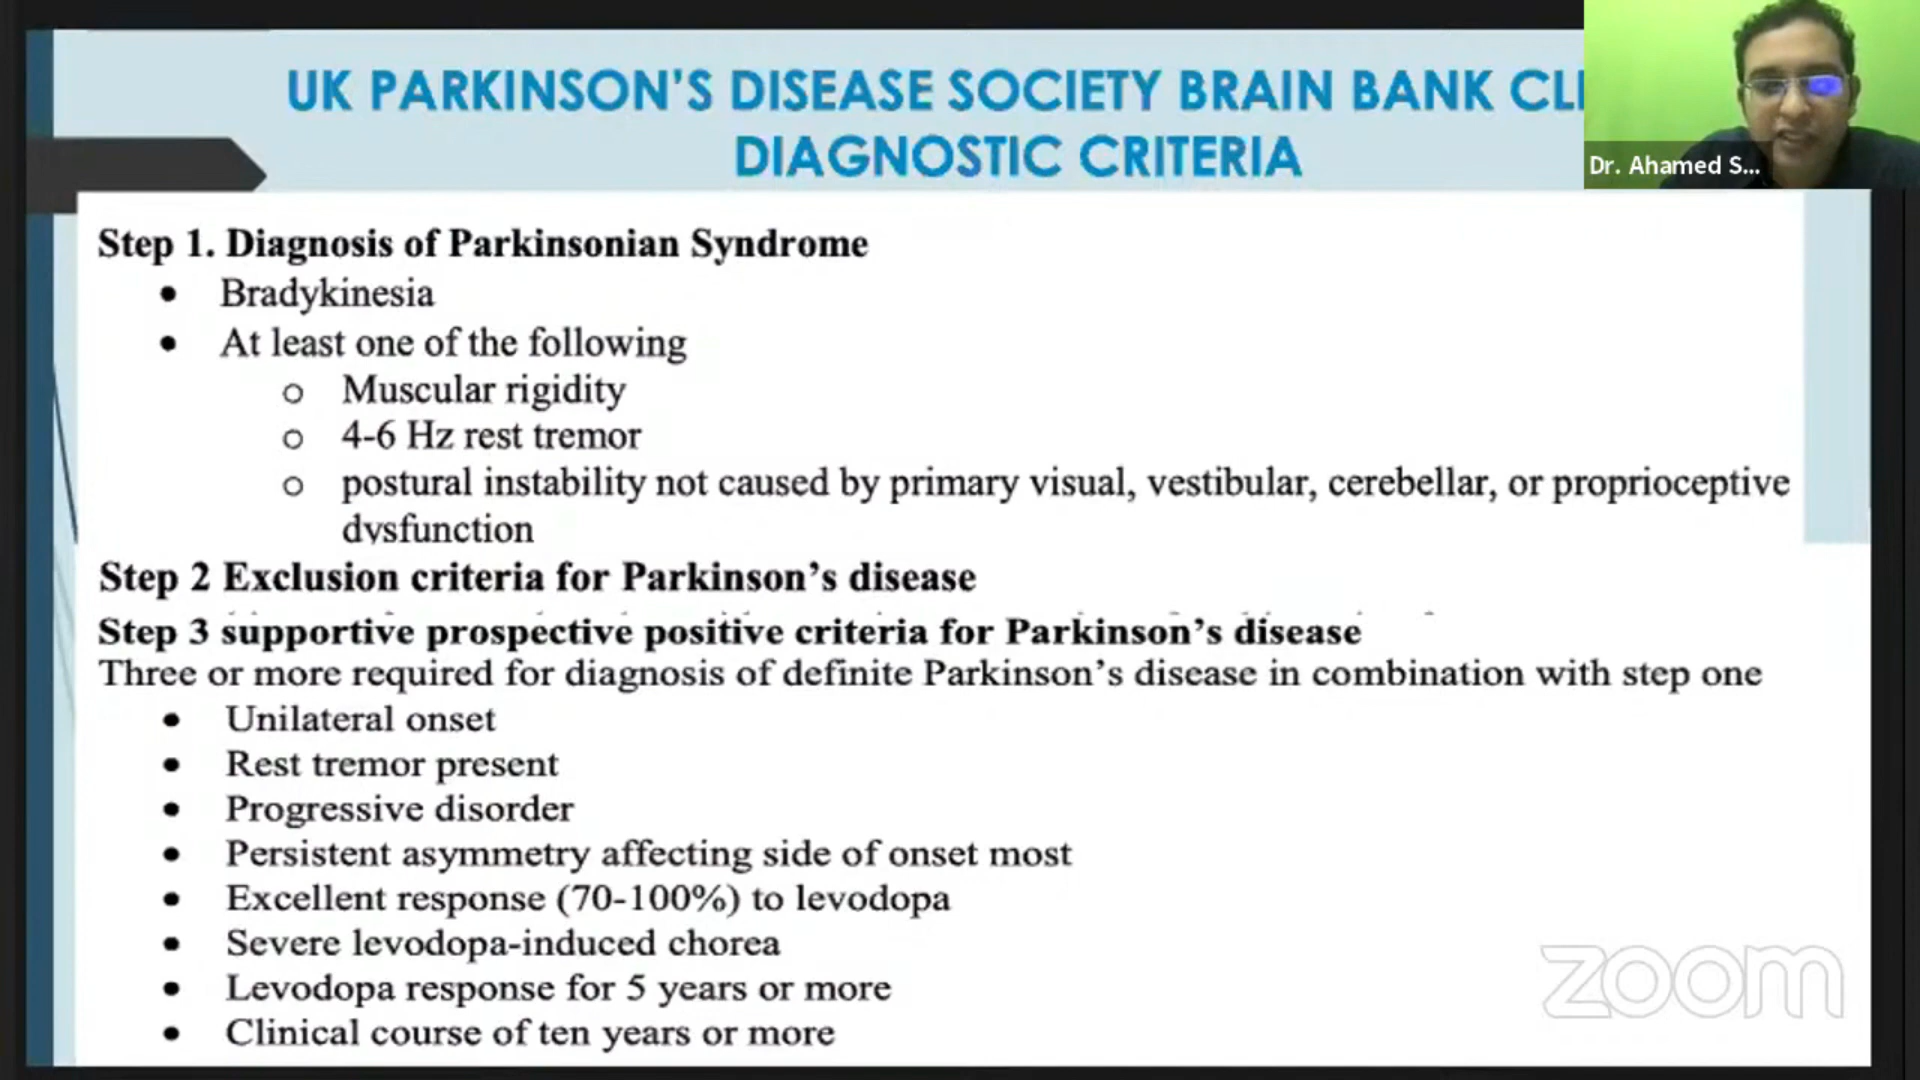 UK PARKINSON'S DISEASE SOCIETY BRAIN BANK CLI
DIAGNOSTIC CRITERIA
Dr. Ahamed S...
Step 1. Diagnosis of Parkinsonian Syndrome
• Bradykinesia
• At least one of the following
o Muscular rigidity
o 4-6 Hz rest tremor
o postural instability not caused by primary visual, vestibular, cerebellar, or proprioceptive
dysfunction
Step 2 Exclusion criteria for Parkinson's disease
Step 3 supportive prospective positive criteria for Parkinson's disease
Three or more required for diagnosis of definite Parkinson's disease in combination with step one
• Unilateral onset
• Rest tremor present
• Progressive disorder
• Persistent asymmetry affecting side of onset most
• Excellent response (70-100%) to levodopa
• Severe levodopa-induced chorea
• Levodopa response for 5 years or more
• Clinical course of ten years or more
zoom